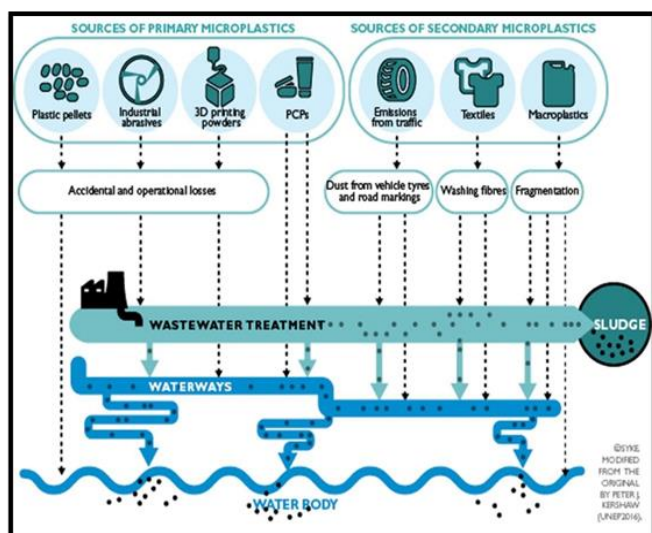 SOURCES OF PRIMARY MICROPLASTICS
SOURCES OF SECONDARY MICROPLASTICS
Plastic pellets
Industrial
abrasives
3D printing
powders
PCPs
Emissions
from traffic
Textiles
Macroplastics
Accidental and operational losses
Dust from vehicle tyres
and road markings
Washing fibres
Fragmentation
WASTEWATER TREATMENT
SLUDGE
WATERWAYS
WATER BODY
©SYKE,
MODIFIED
FROM THE
ORIGINAL
BY PETER J.
KERSHAW
(UNEP2016).